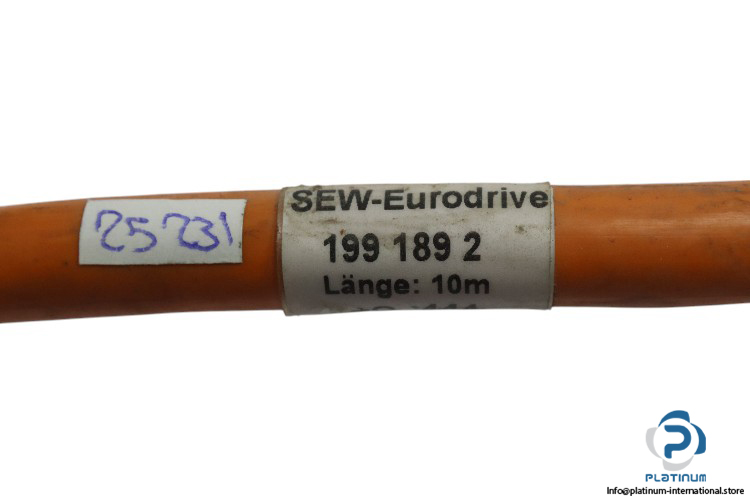 25231
SEW-Eurodrive
199 189 2
Länge: 10m
PLATINUM
Info@platinum-international.store